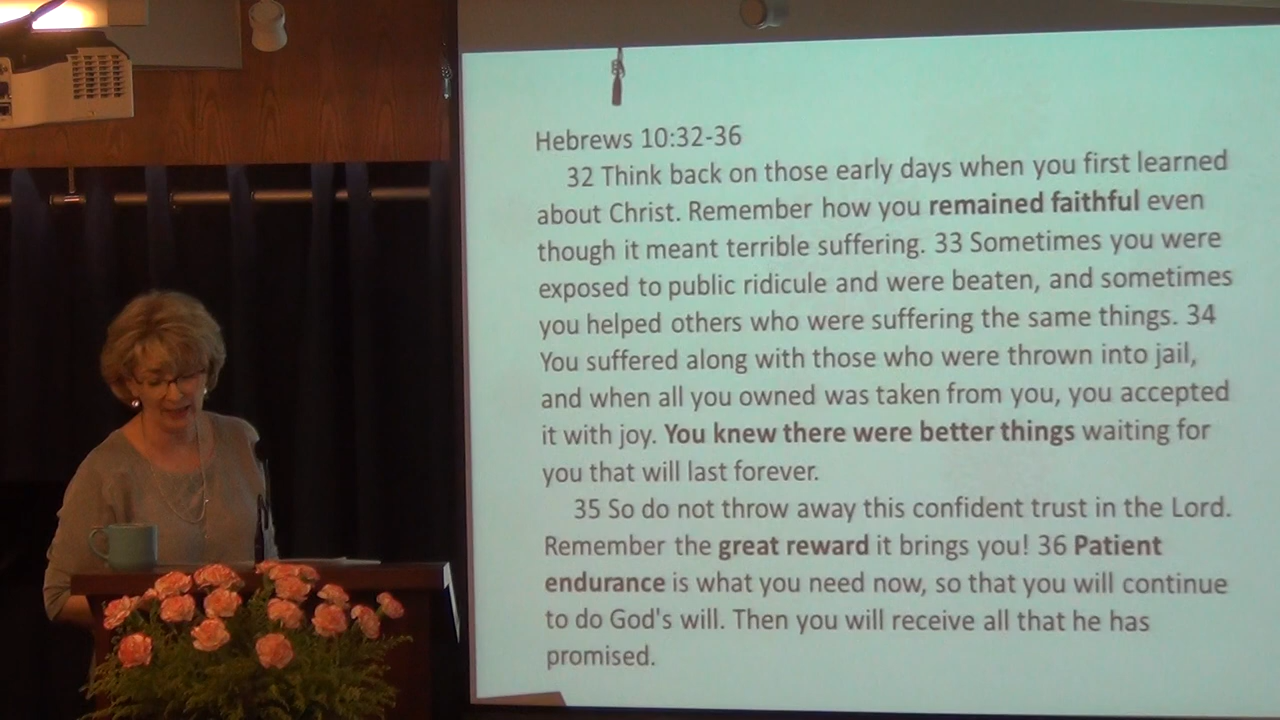 Hebrews 10:32-36
32 Think back on those early days when you first learned
about Christ. Remember how you remained faithful even
though it meant terrible suffering. 33 Sometimes you were
exposed to public ridicule and were beaten, and sometimes
you helped others who were suffering the same things. 34
You suffered along with those who were thrown into jail,
and when all you owned was taken from you, you accepted
it with joy. You knew there were better things waiting for
you that will last forever.
35 So do not throw away this confident trust in the Lord.
Remember the great reward it brings you! 36 Patient
endurance is what you need now, so that you will continue
to do God's will. Then you will receive all that he has
promised.